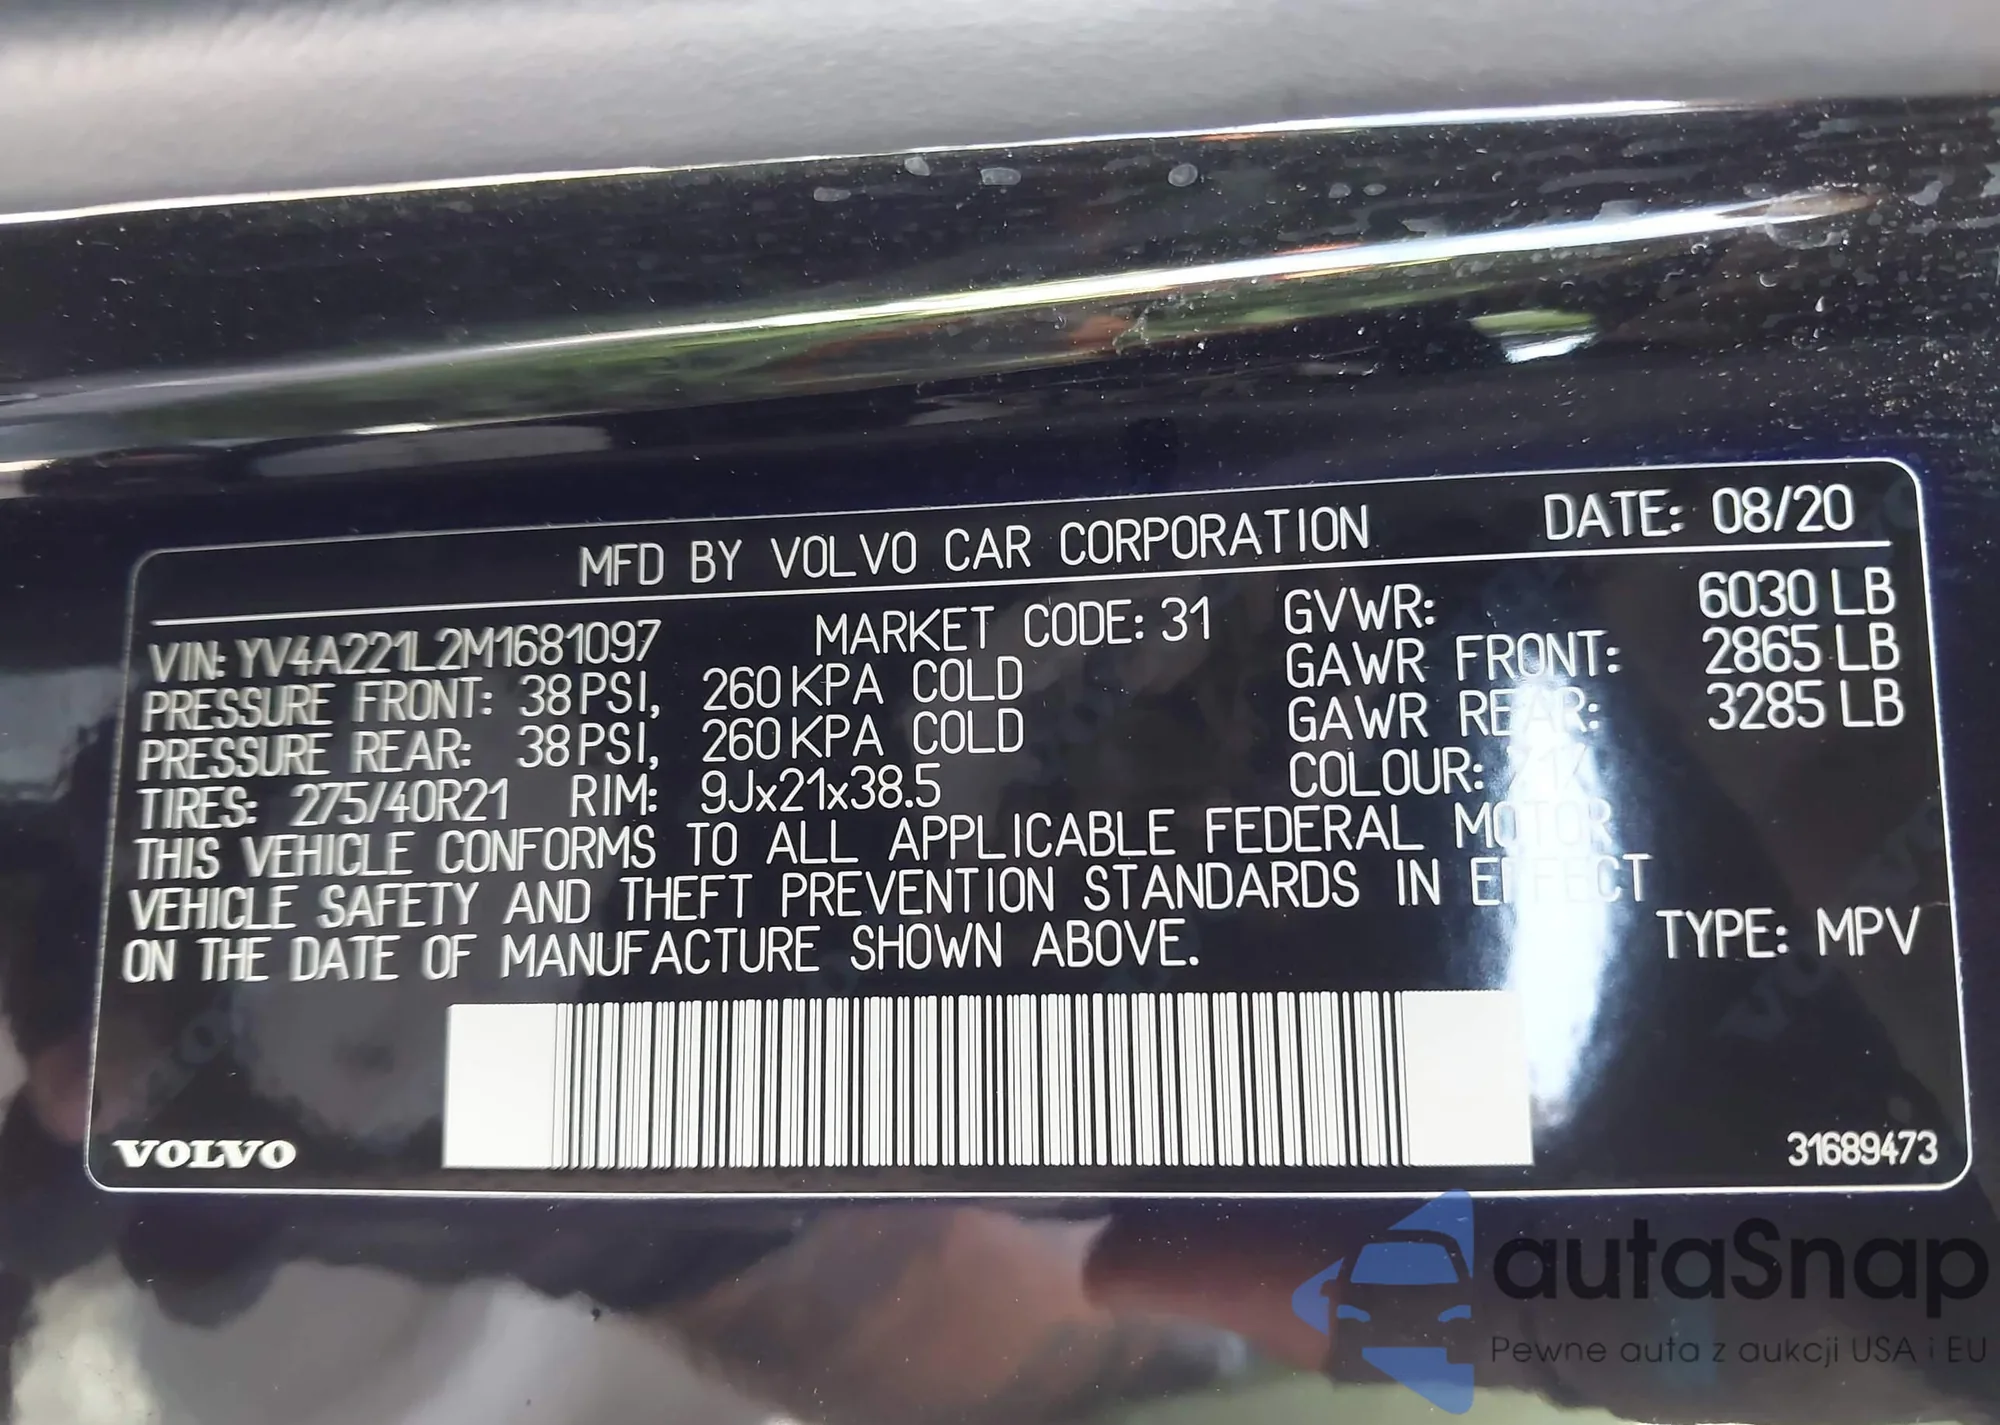 MFD BY VOLVO CAR CORPORATION DATE: 08/20
VIN: YV4A221L2M1681097 MARKET CODE: 31 GVWR: 6030 LB
PRESSURE FRONT: 38 PSI, 260 KPA COLD GAWR FRONT: 2865 LB
PRESSURE REAR: 38 PSI, 260 KPA COLD GAWR REAR: 3285 LB
TIRES: 275/40R21 RIM: 9Jx21x38.5 COLOUR:
THIS VEHICLE CONFORMS TO ALL APPLICABLE FEDERAL MOTOR
VEHICLE SAFETY AND THEFT PREVENTION STANDARDS IN EFFECT
ON THE DATE OF MANUFACTURE SHOWN ABOVE. TYPE: MPV
VOLVO 31689473
autaSnap
Pewne auta z aukcji USA i EU